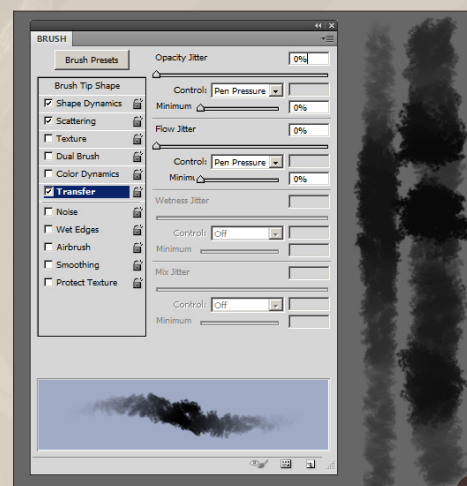 BRUSH
Brush Presets
Brush Tip Shape
Shape Dynamics
Scattering
Texture
Dual Brush
Color Dynamics
Transfer
Noise
Wet Edges
Airbrush
Smoothing
Protect Texture
Opacity Jitter 0%
Control: Pen Pressure
Minimum 0%
Flow Jitter 0%
Control: Pen Pressure
Minimu 0%
Wetness Jitter
Control: Off
Minimum
Mix Jitter
Control: Off
Minimum